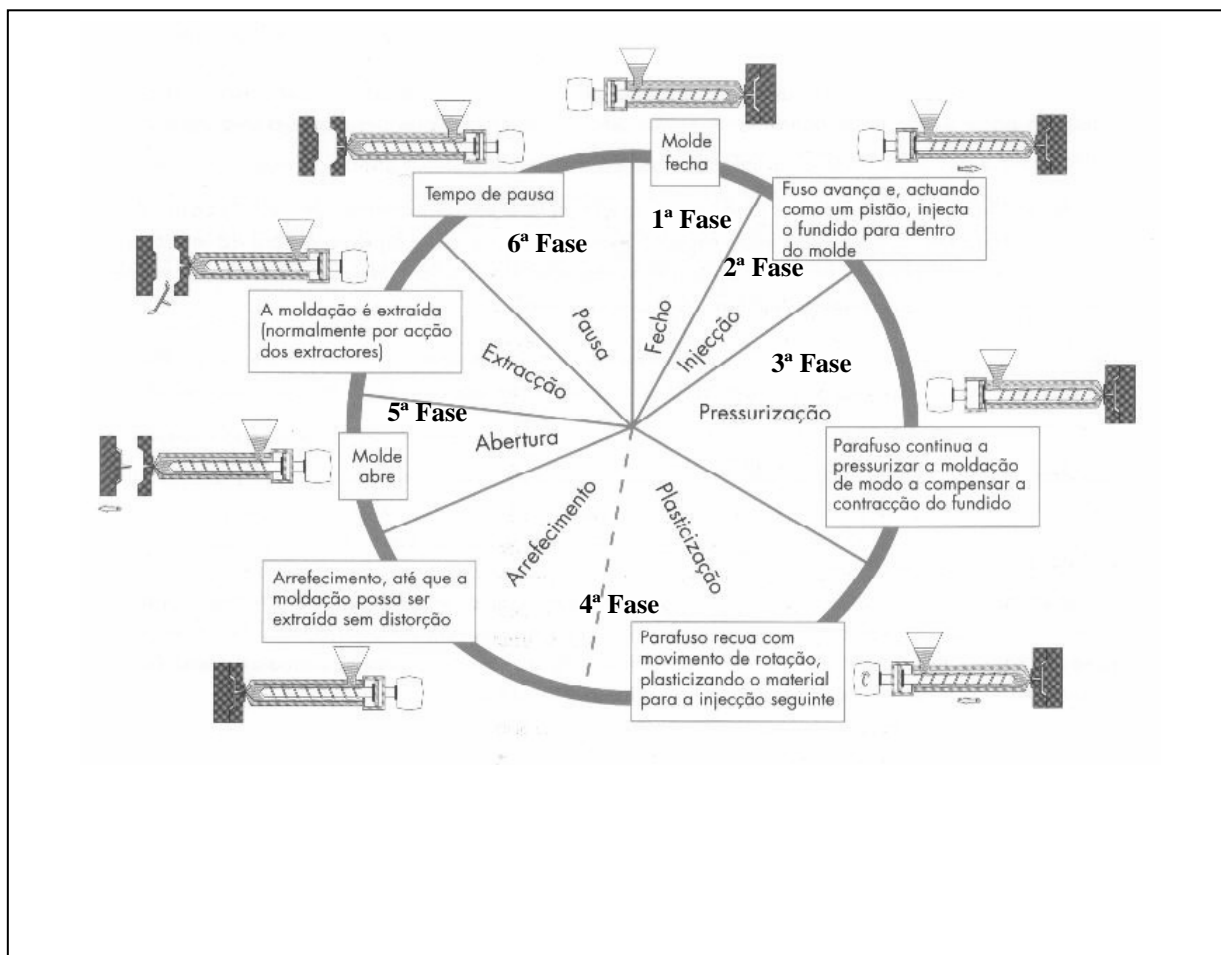 Molde
fecha
1ª Fase
Fecho
Fuso avança e, actuando
como um pistão, injecta
o fundido para dentro
do molde
2ª Fase
Injecção
3ª Fase
Pressurização
Parafuso continua a
pressurizar a moldação
de modo a compensar a
contracção do fundido
Plasticização
4ª Fase
Parafuso recua com
movimento de rotação,
plasticizando o material
para a injecção seguinte
Arrefecimento
Arrefecimento, até que a
moldação possa ser
extraída sem distorção
5ª Fase
Abertura
Molde
abre
Extracção
A moldação é extraída
(normalmente por acção
dos extractores)
6ª Fase
Pausa
Tempo de pausa